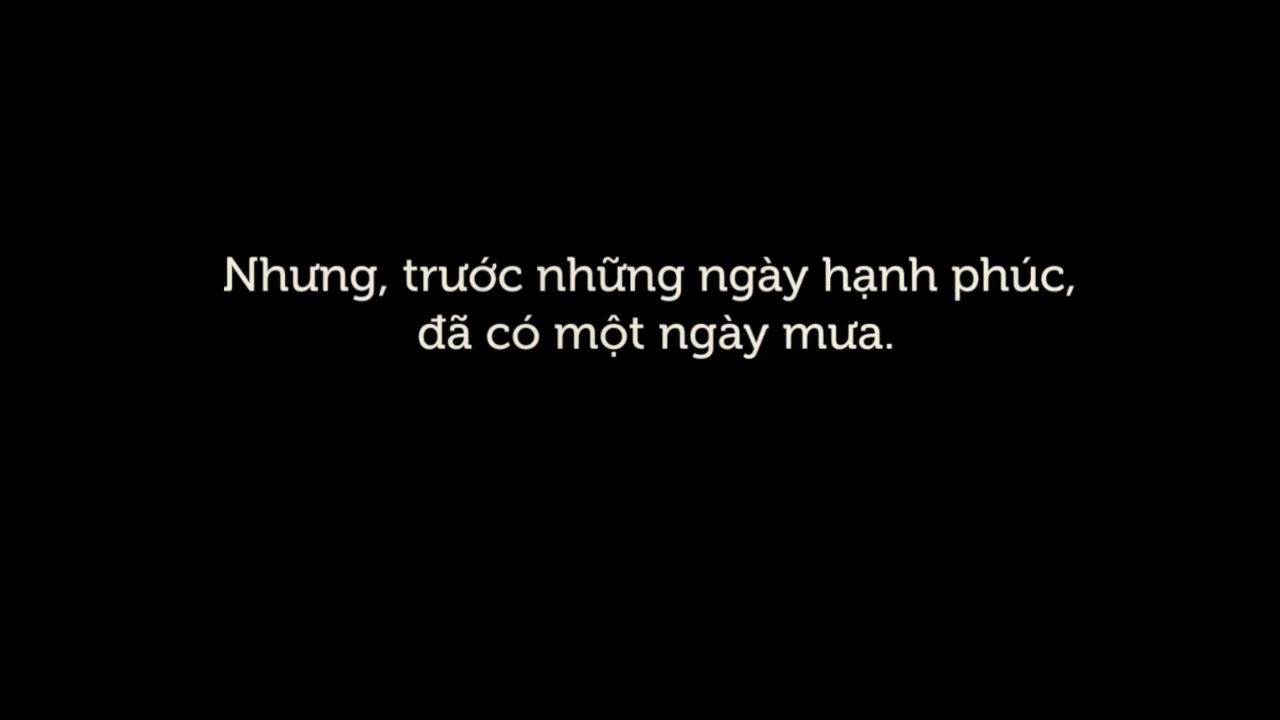 Nhưng, trước những ngày hạnh phúc,
đã có một ngày mưa.